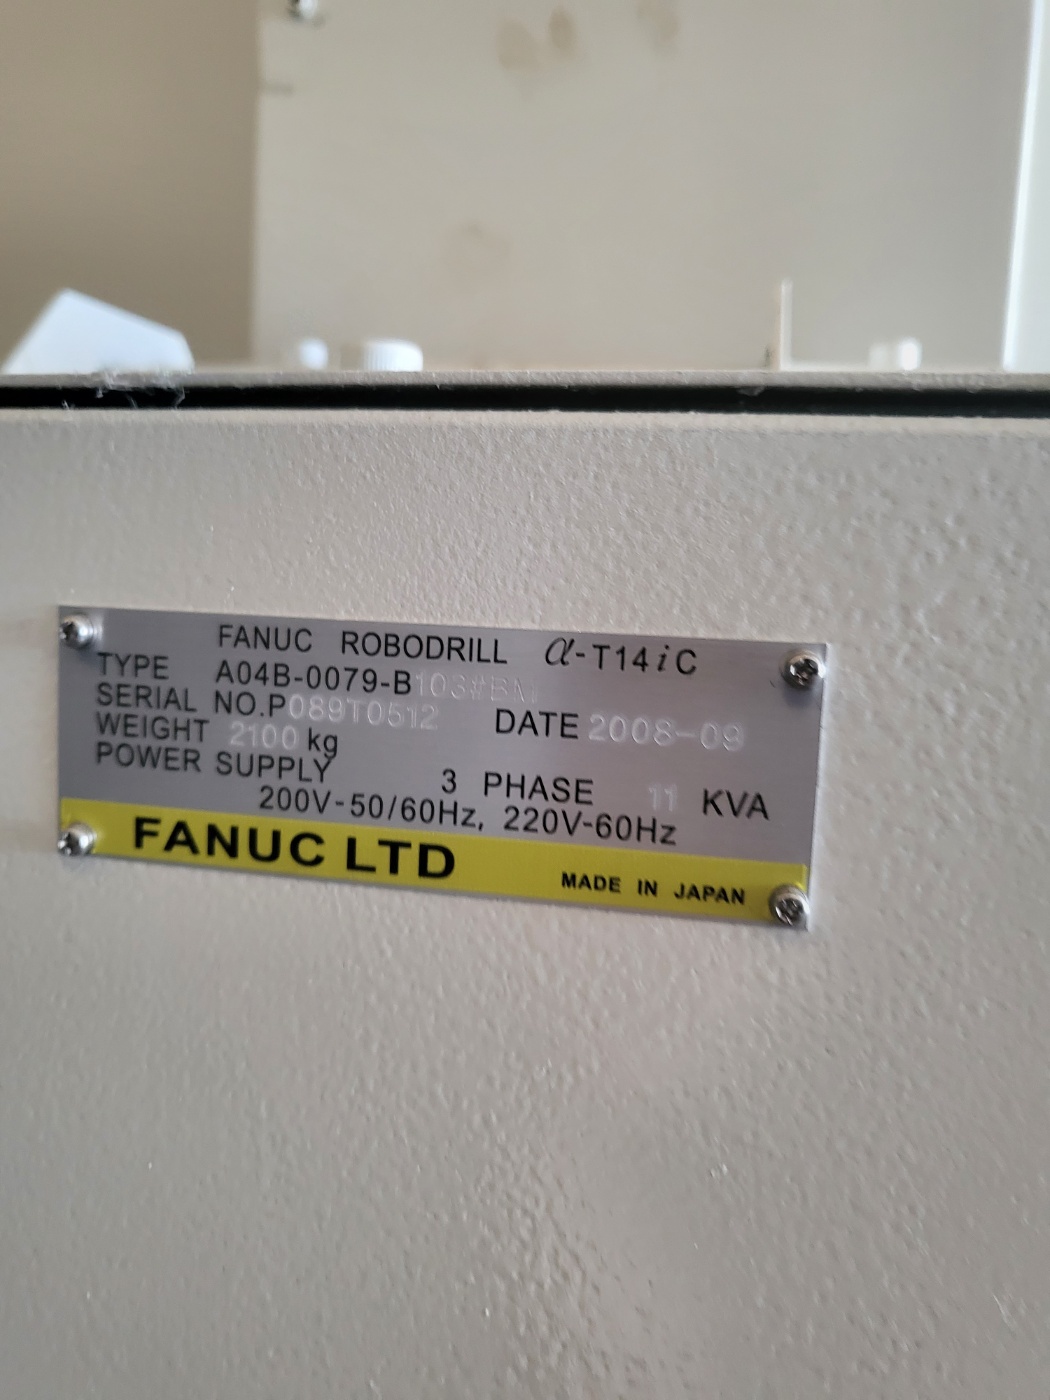 FANUC ROBODRILL α-T14iC
TYPE A04B-0079-B103#BM
SERIAL NO.P089T0512 DATE 2008-09
WEIGHT 2100 kg
POWER SUPPLY 3 PHASE 11 KVA
200V-50/60Hz, 220V-60Hz
FANUC LTD
MADE IN JAPAN